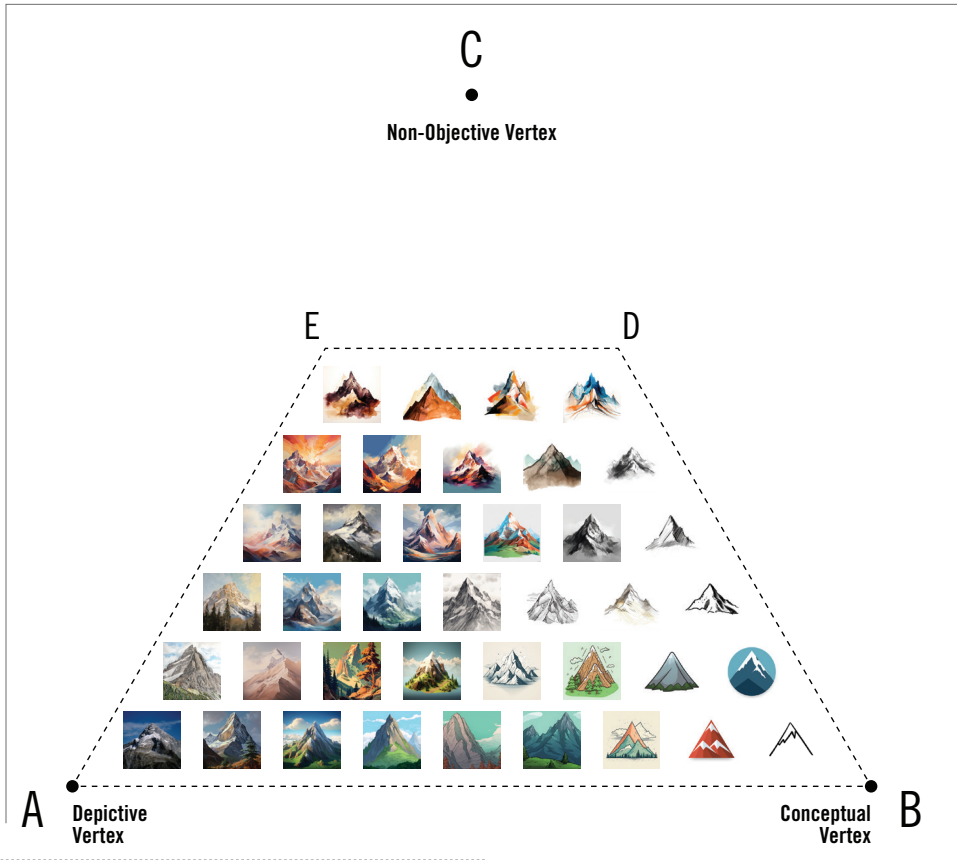 C
Non-Objective Vertex
E
D
A
Depictive
Vertex
Conceptual
Vertex
B